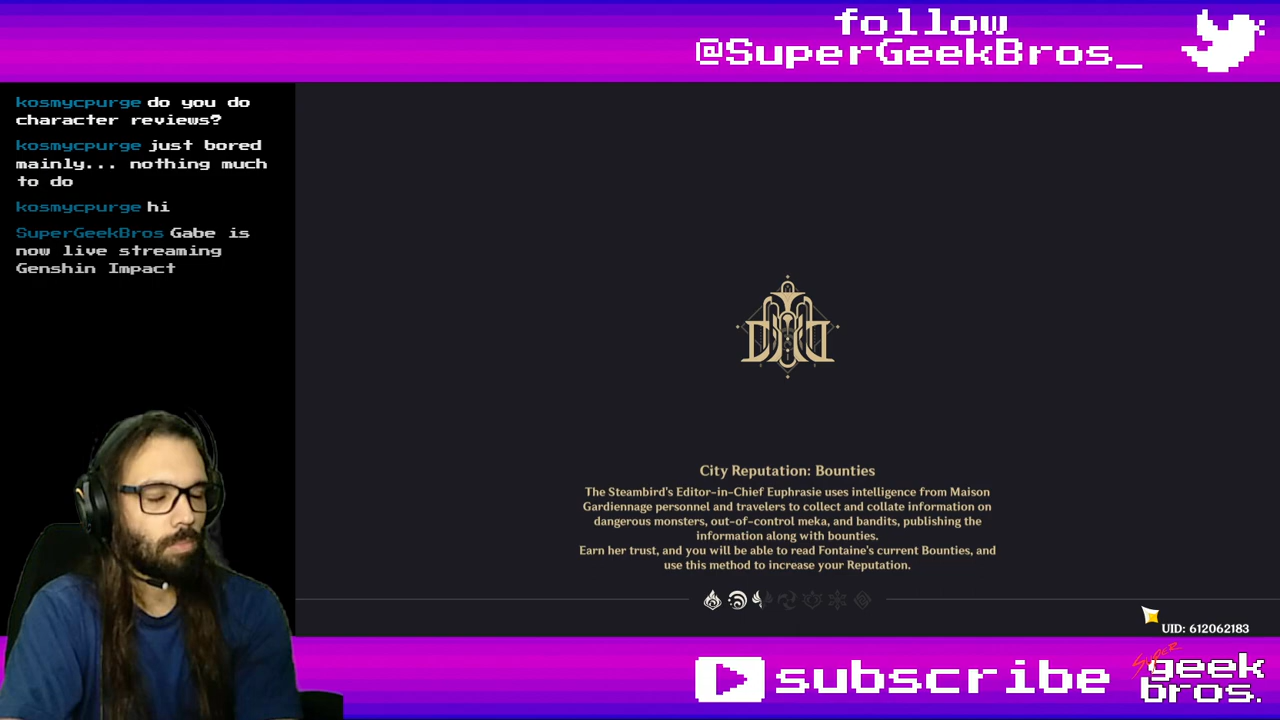 follow
@SuperGeekBros_
kosmycpurge do you do
character reviews?
kosmycpurge just bored
mainly... nothing much
to do
kosmycpurge hi
SuperGeekBros Gabe is
now live streaming
Genshin Impact
City Reputation: Bounties
The Steambird's Editor-in-Chief Euphrasie uses intelligence from Maison
Gardiennage personnel and travelers to collect and collate information on
dangerous monsters, out-of-control meka, and bandits, publishing the
information along with bounties.
Earn her trust, and you will be able to read Fontaine's current Bounties, and
use this method to increase your Reputation.
UID: 612062183
subscribe
SUPER
geek
bros.